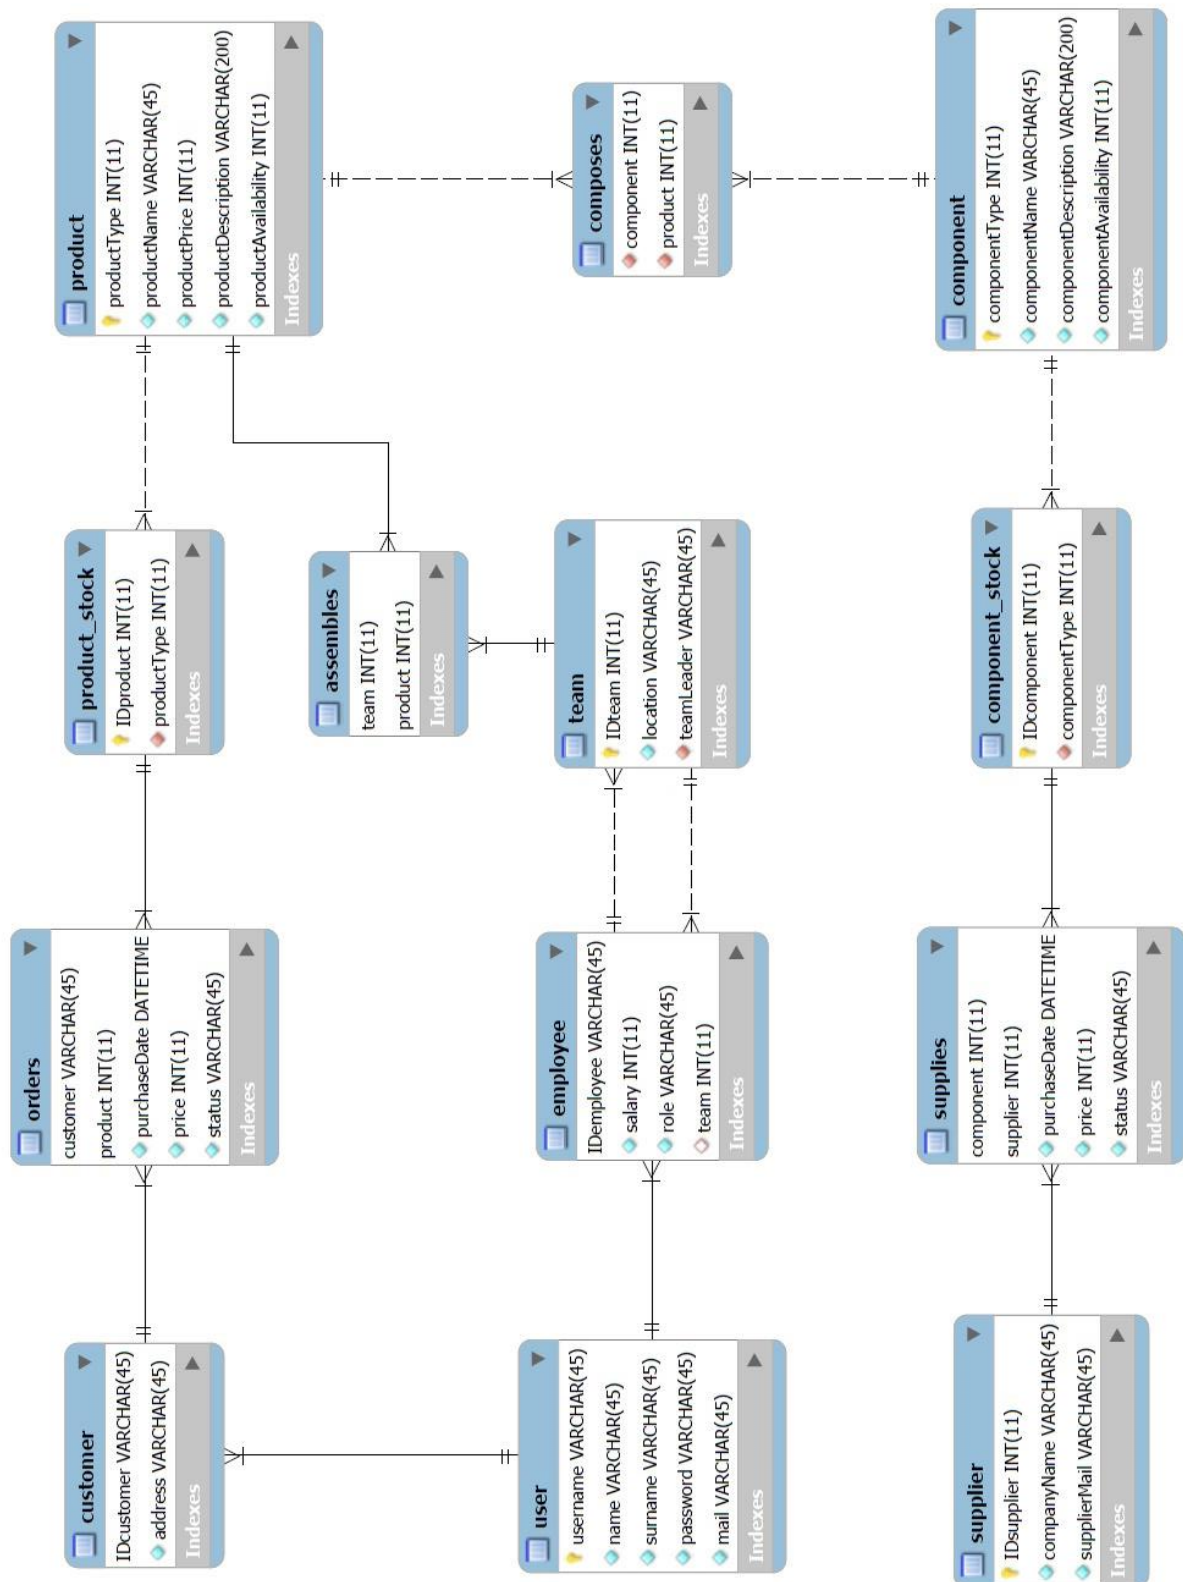 customer
IDcustomer VARCHAR(45)
address VARCHAR(45)
Indexes
orders
customer VARCHAR(45)
product INT(11)
purchaseDate DATETIME
price INT(11)
status VARCHAR(45)
Indexes
product_stock
IDproduct INT(11)
productType INT(11)
Indexes
product
productType INT(11)
productName VARCHAR(45)
productPrice INT(11)
productDescription VARCHAR(200)
productAvailability INT(11)
Indexes
assembles
team INT(11)
product INT(11)
Indexes
user
username VARCHAR(45)
name VARCHAR(45)
surname VARCHAR(45)
password VARCHAR(45)
mail VARCHAR(45)
Indexes
employee
IDemployee VARCHAR(45)
salary INT(11)
role VARCHAR(45)
team INT(11)
Indexes
team
IDteam INT(11)
location VARCHAR(45)
teamLeader VARCHAR(45)
Indexes
composes
component INT(11)
product INT(11)
Indexes
supplier
IDsupplier INT(11)
companyName VARCHAR(45)
supplierMail VARCHAR(45)
Indexes
supplies
component INT(11)
supplier INT(11)
purchaseDate DATETIME
price INT(11)
status VARCHAR(45)
Indexes
component_stock
IDcomponent INT(11)
componentType INT(11)
Indexes
component
componentType INT(11)
componentName VARCHAR(45)
componentDescription VARCHAR(200)
componentAvailability INT(11)
Indexes